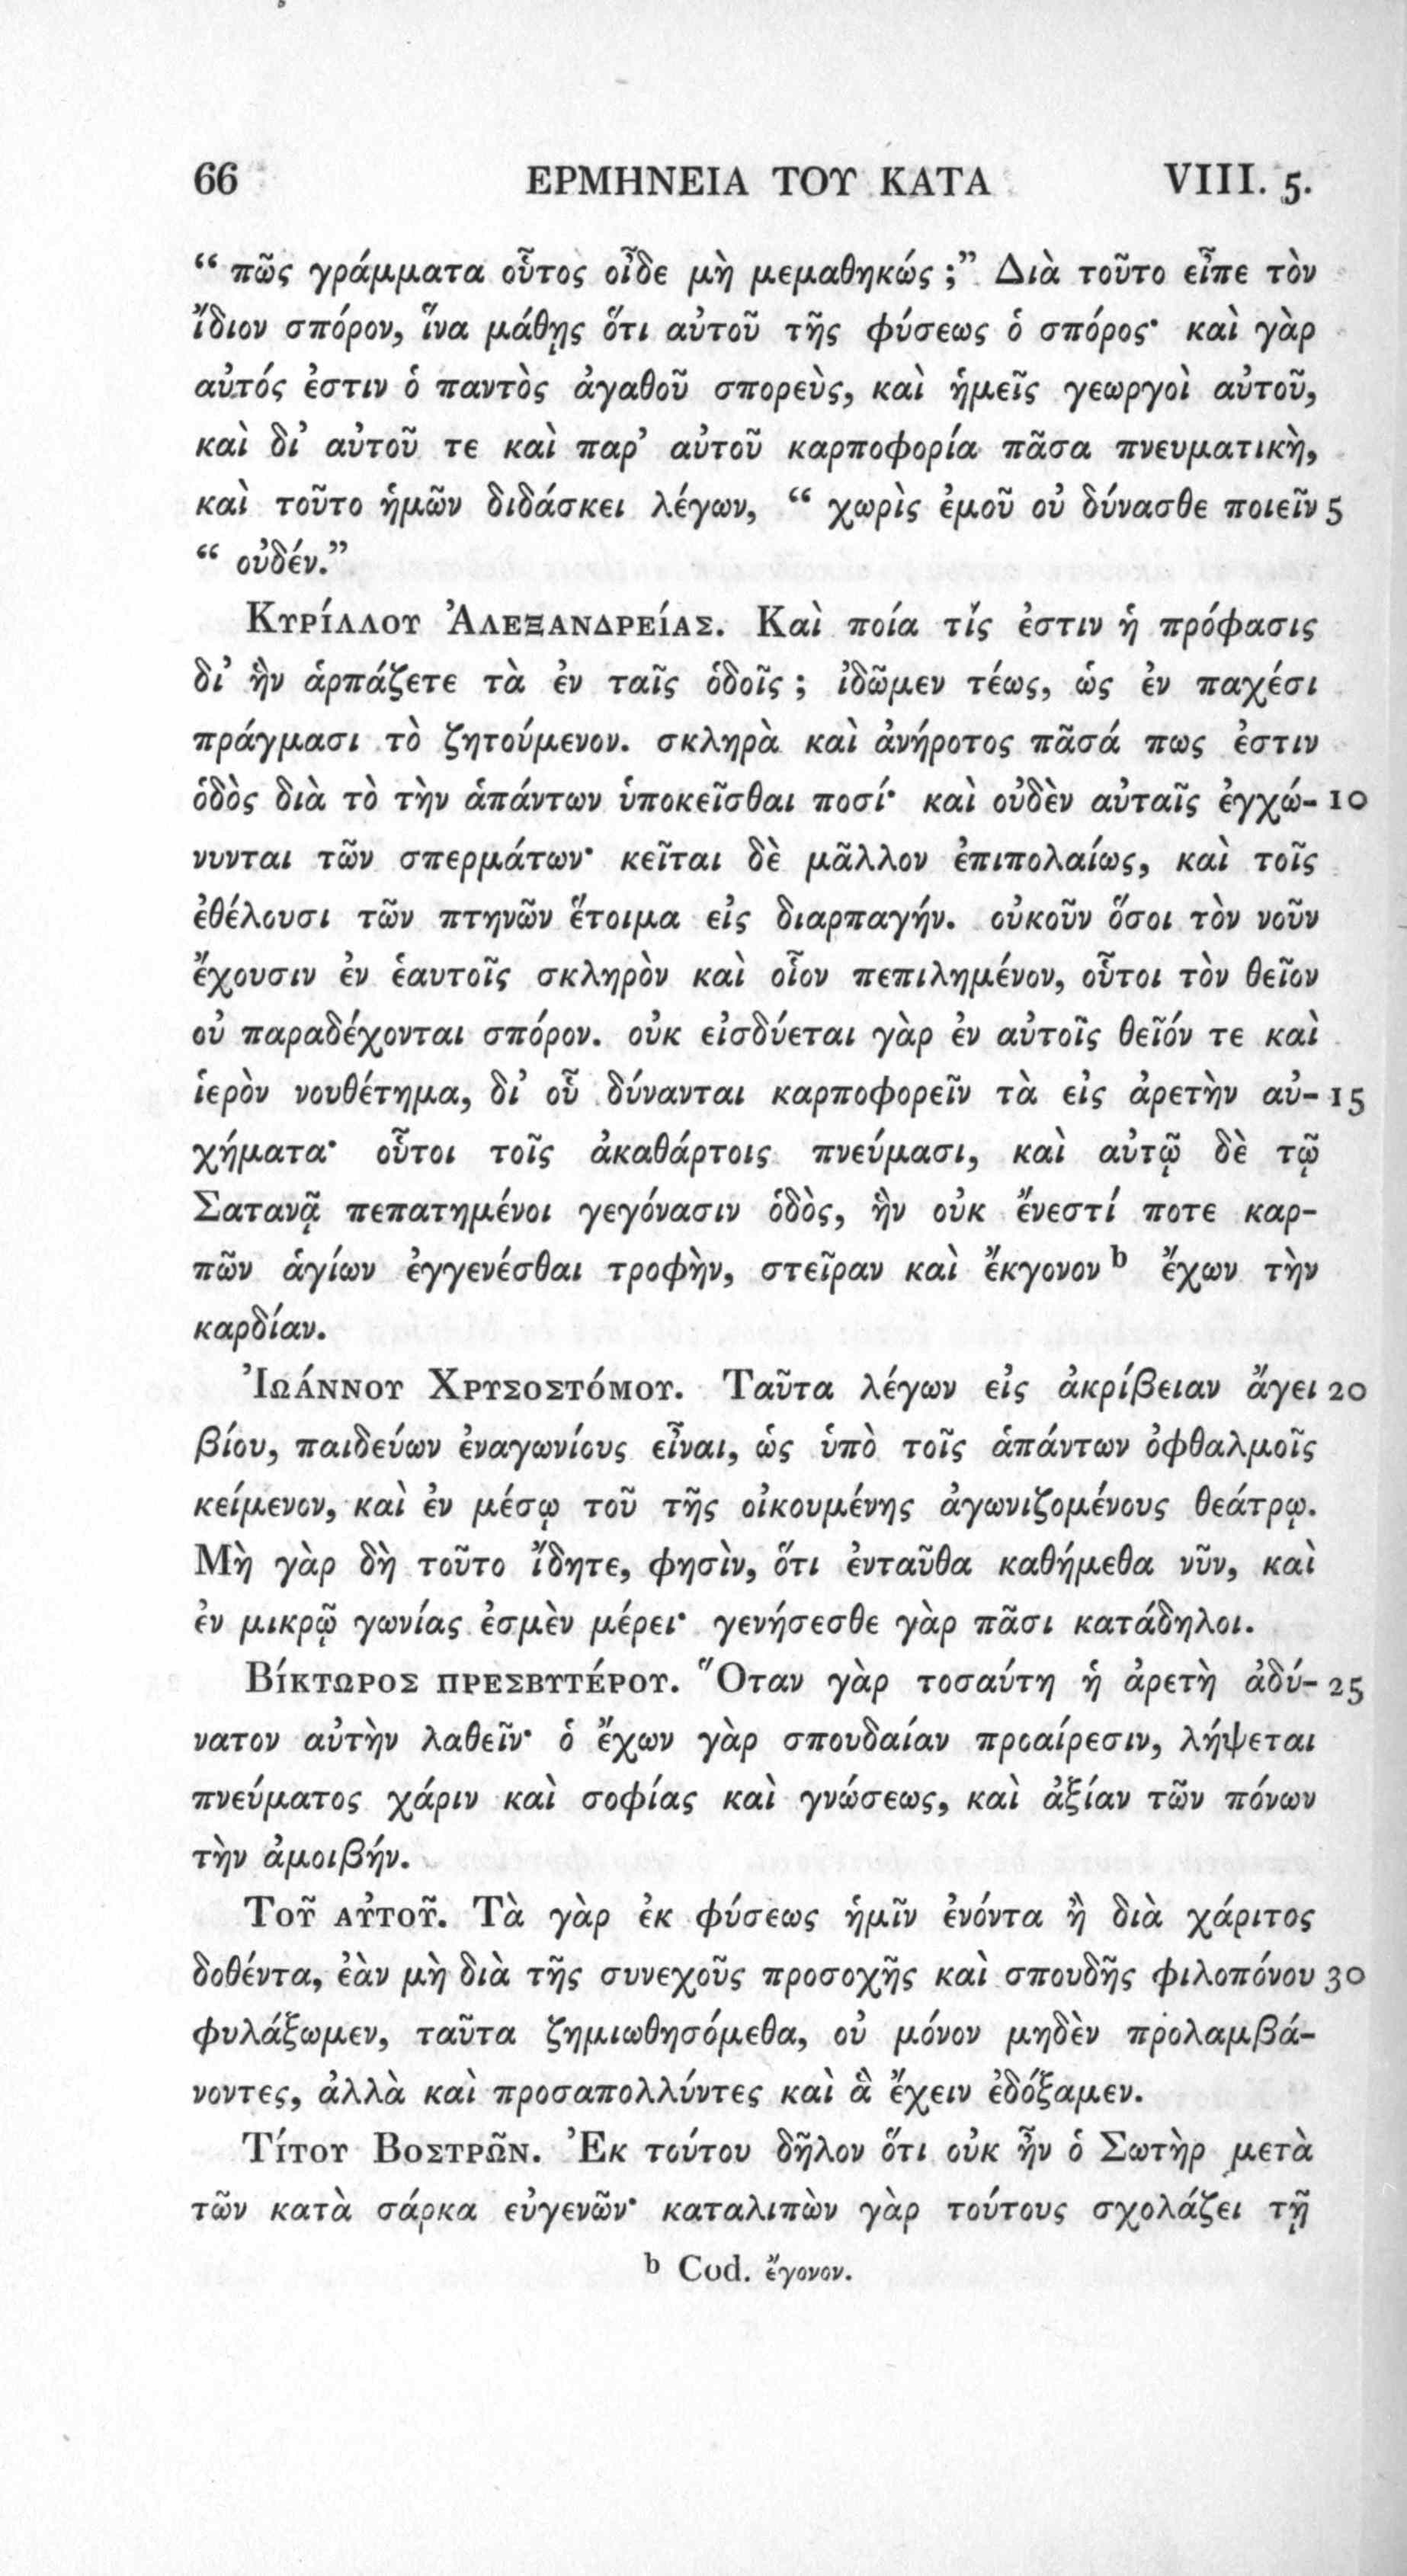 66 ΕΡΜΗΝΕΙΑ ΤΟΥ ΚΑΤΑ VIII. 5.
“ πῶς γράμματα οὗτος οἶδε μὴ μεμαθηκώς ;” Διὰ τοῦτο εἶπε τὸν
ἴδιον σπόρον, ἵνα μάθῃς ὅτι αὐτοῦ τῆς φύσεως ὁ σπόρος· καὶ γὰρ
αὐτός ἐστιν ὁ παντὸς ἀγαθοῦ σπορεὺς, καὶ ἡμεῖς γεωργοὶ αὐτοῦ,
καὶ δι’ αὐτοῦ τε καὶ παρ’ αὐτοῦ καρποφορία πᾶσα πνευματικὴ,
καὶ τοῦτο ἡμῶν διδάσκει λέγων, “ χωρὶς ἐμοῦ οὐ δύνασθε ποιεῖν 5
“ οὐδέν.”
Κυρίλλου Ἀλεξανδρείας. Καὶ ποία τίς ἐστιν ἡ πρόφασις
δι’ ἣν ἁρπάζετε τὰ ἐν ταῖς ὁδοῖς ; ἰδῶμεν τέως, ὡς ἐν παχέσι
πράγμασι τὸ ζητούμενον. σκληρὰ καὶ ἀνήροτος πᾶσά πως ἐστιν
ὁδὸς διὰ τὸ τὴν ἁπάντων ὑποκεῖσθαι ποσί· καὶ οὐδὲν αὐταῖς ἐγχώ- 10
νυνται τῶν σπερμάτων· κεῖται δὲ μᾶλλον ἐπιπολαίως, καὶ τοῖς
ἐθέλουσι τῶν πτηνῶν ἕτοιμα εἰς διαρπαγήν. οὐκοῦν ὅσοι τὸν νοῦν
ἔχουσιν ἐν ἑαυτοῖς σκληρὸν καὶ οἷον πεπιλημένον, οὗτοι τὸν θεῖον
οὐ παραδέχονται σπόρον. οὐκ εἰσδύεται γὰρ ἐν αὐτοῖς θεῖόν τε καὶ
ἱερὸν νουθέτημα, δι’ οὗ δύνανται καρποφορεῖν τὰ εἰς ἀρετὴν αὐ- 15
χήματα· οὗτοι τοῖς ἀκαθάρτοις πνεύμασι, καὶ αὐτῷ δὲ τῷ
Σατανᾷ πεπατημένοι γεγόνασιν ὁδὸς, ἣν οὐκ ἔνεστί ποτε καρ-
πῶν ἁγίων ἐγγενέσθαι τροφὴν, στεῖραν καὶ ἔκγονον b ἔχων τὴν
καρδίαν.
Ἰωάννου Χρυσοστόμου. Ταῦτα λέγων εἰς ἀκρίβειαν ἄγει 20
βίου, παιδεύων ἐναγωνίους εἶναι, ὡς ὑπὸ τοῖς ἁπάντων ὀφθαλμοῖς
κείμενον, καὶ ἐν μέσῳ τοῦ τῆς οἰκουμένης ἀγωνιζομένους θεάτρῳ.
Μὴ γὰρ δὴ τοῦτο ἴδητε, φησὶν, ὅτι ἐνταῦθα καθήμεθα νῦν, καὶ
ἐν μικρῷ γωνίας ἐσμὲν μέρει· γενήσεσθε γὰρ πᾶσι κατάδηλοι.
Βίκτωρος πρεσβυτέρου. Ὅταν γὰρ τοσαύτη ἡ ἀρετὴ ἀδύ- 25
νατον αὐτὴν λαθεῖν· ὁ ἔχων γὰρ σπουδαίαν προαίρεσιν, λήψεται
πνεύματος χάριν καὶ σοφίας καὶ γνώσεως, καὶ ἀξίαν τῶν πόνων
τὴν ἀμοιβήν.
Τοῦ αὐτοῦ. Τὰ γὰρ ἐκ φύσεως ἡμῖν ἐνόντα ἢ διὰ χάριτος
δοθέντα, ἐὰν μὴ διὰ τῆς συνεχοῦς προσοχῆς καὶ σπουδῆς φιλοπόνου 30
φυλάξωμεν, ταῦτα ζημιωθησόμεθα, οὐ μόνον μηδὲν προλαμβά-
νοντες, ἀλλὰ καὶ προσαπολλύντες καὶ ἃ ἔχειν ἐδόξαμεν.
Τίτου Βοστρῶν. Ἐκ τούτου δῆλον ὅτι οὐκ ἦν ὁ Σωτὴρ μετὰ
τῶν κατὰ σάρκα εὐγενῶν· καταλιπὼν γὰρ τούτους σχολάζει τῇ
b Cod. ἔγονον.